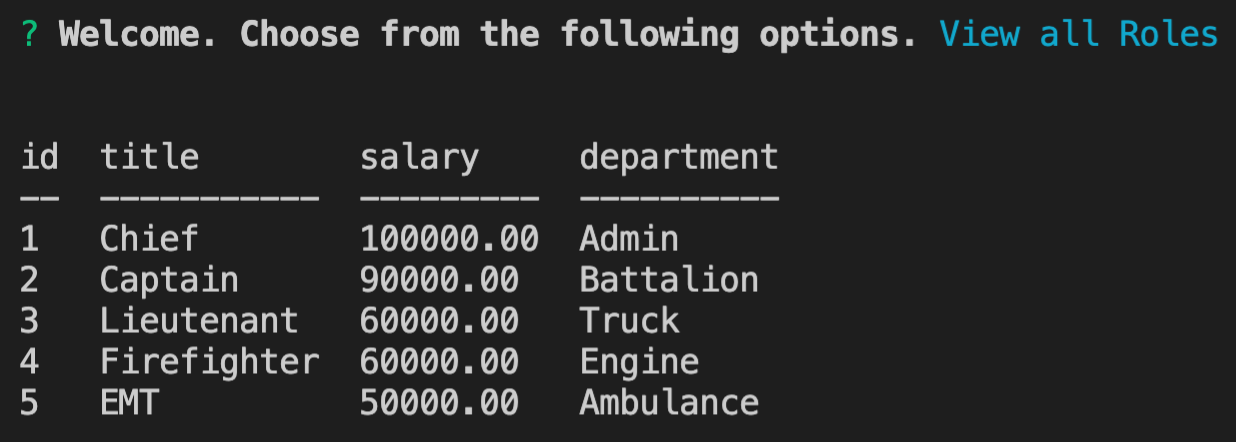 ? Welcome. Choose from the following options. View all Roles
id  title        salary     department
--  -----------  ---------  ----------
1   Chief        100000.00  Admin
2   Captain      90000.00   Battalion
3   Lieutenant   60000.00   Truck
4   Firefighter  60000.00   Engine
5   EMT          50000.00   Ambulance